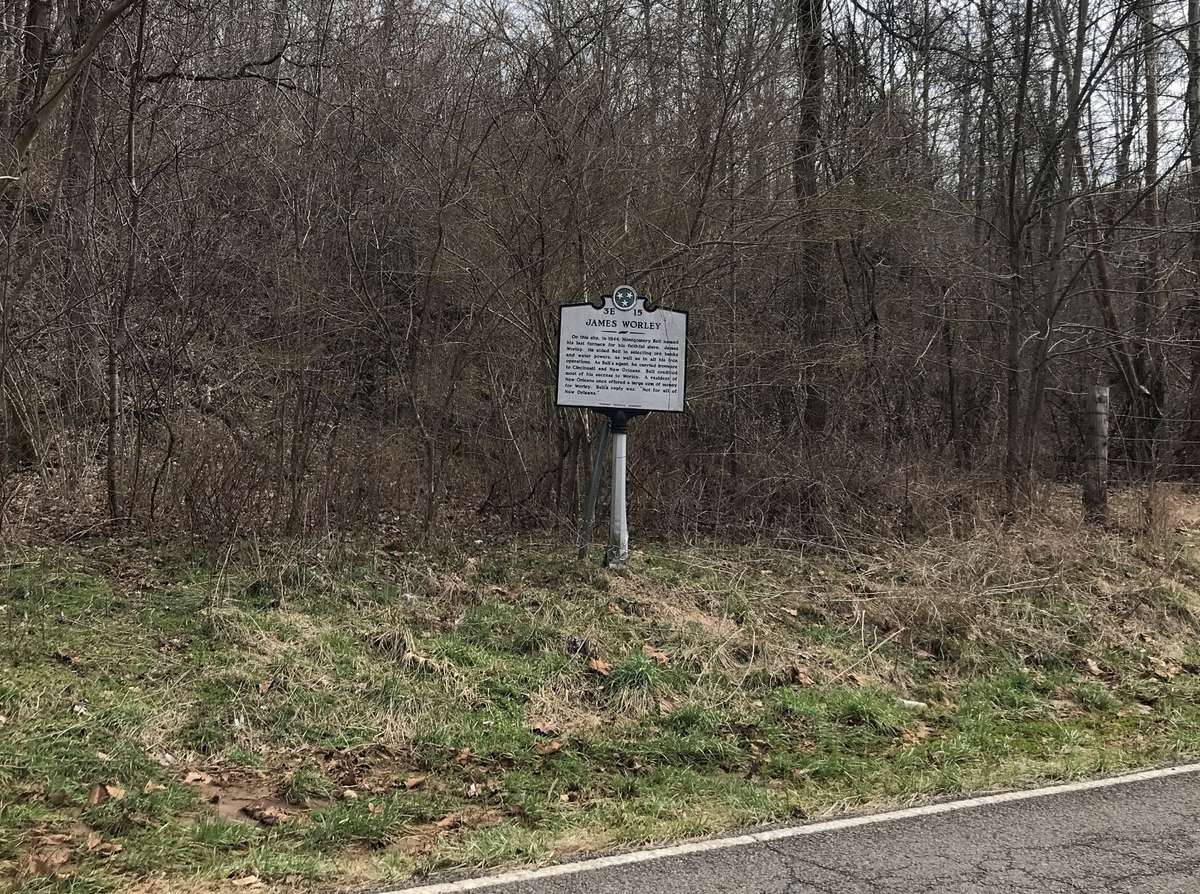 3E 15
JAMES WORLEY
On this site, in 1844, Montgomery Bell named
his last furnace for his faithful slave, James
Worley. He aided Bell in selecting ore banks
and water powers, as well as in all his iron
operations. As Bell's agent, he carried ironware
to Cincinnati and New Orleans. Bell credited
most of his success to Worley. A resident of
New Orleans once offered a large sum of money
for Worley. Bell's reply was: "Not for all of
New Orleans."